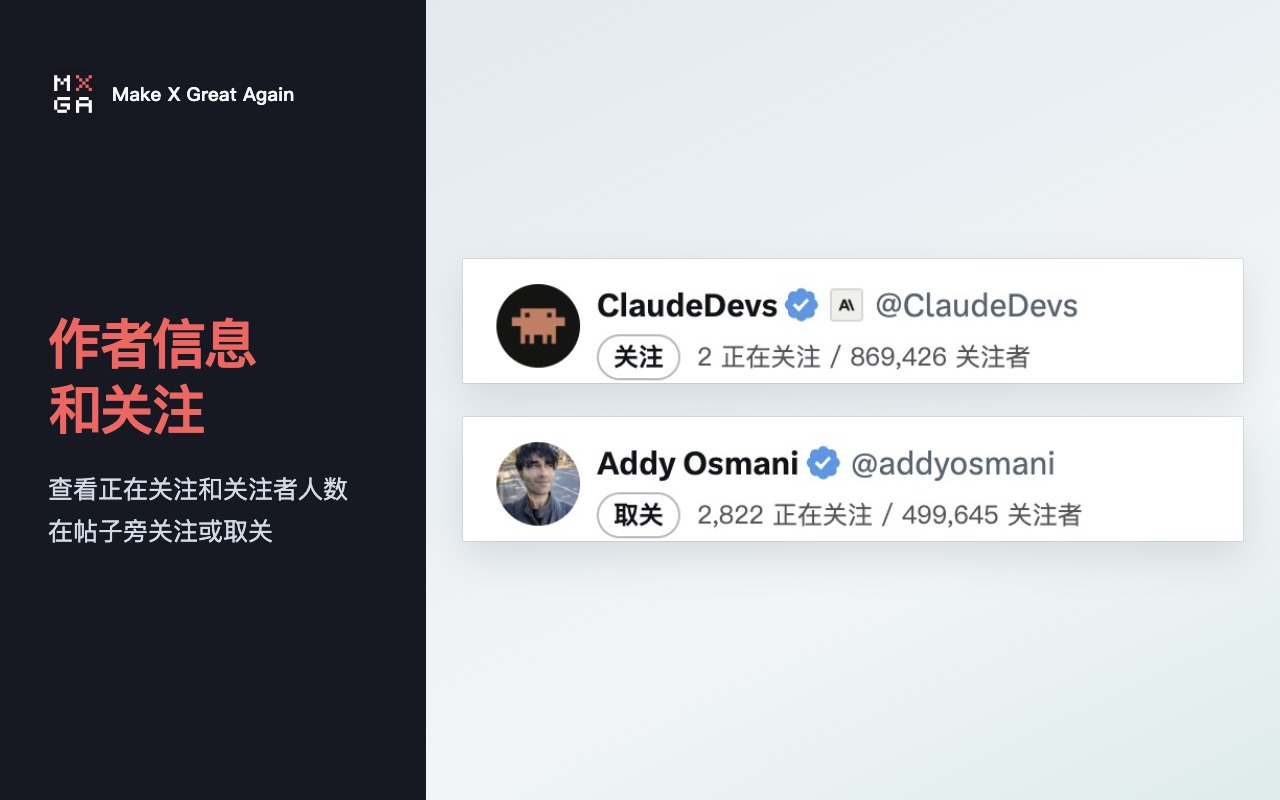 MX
GA
Make X Great Again
作者信息
和关注
查看正在关注和关注者人数
在帖子旁关注或取关
ClaudeDevs A\ @ClaudeDevs
关注 2 正在关注 / 869,426 关注者
Addy Osmani @addyosmani
取关 2,822 正在关注 / 499,645 关注者